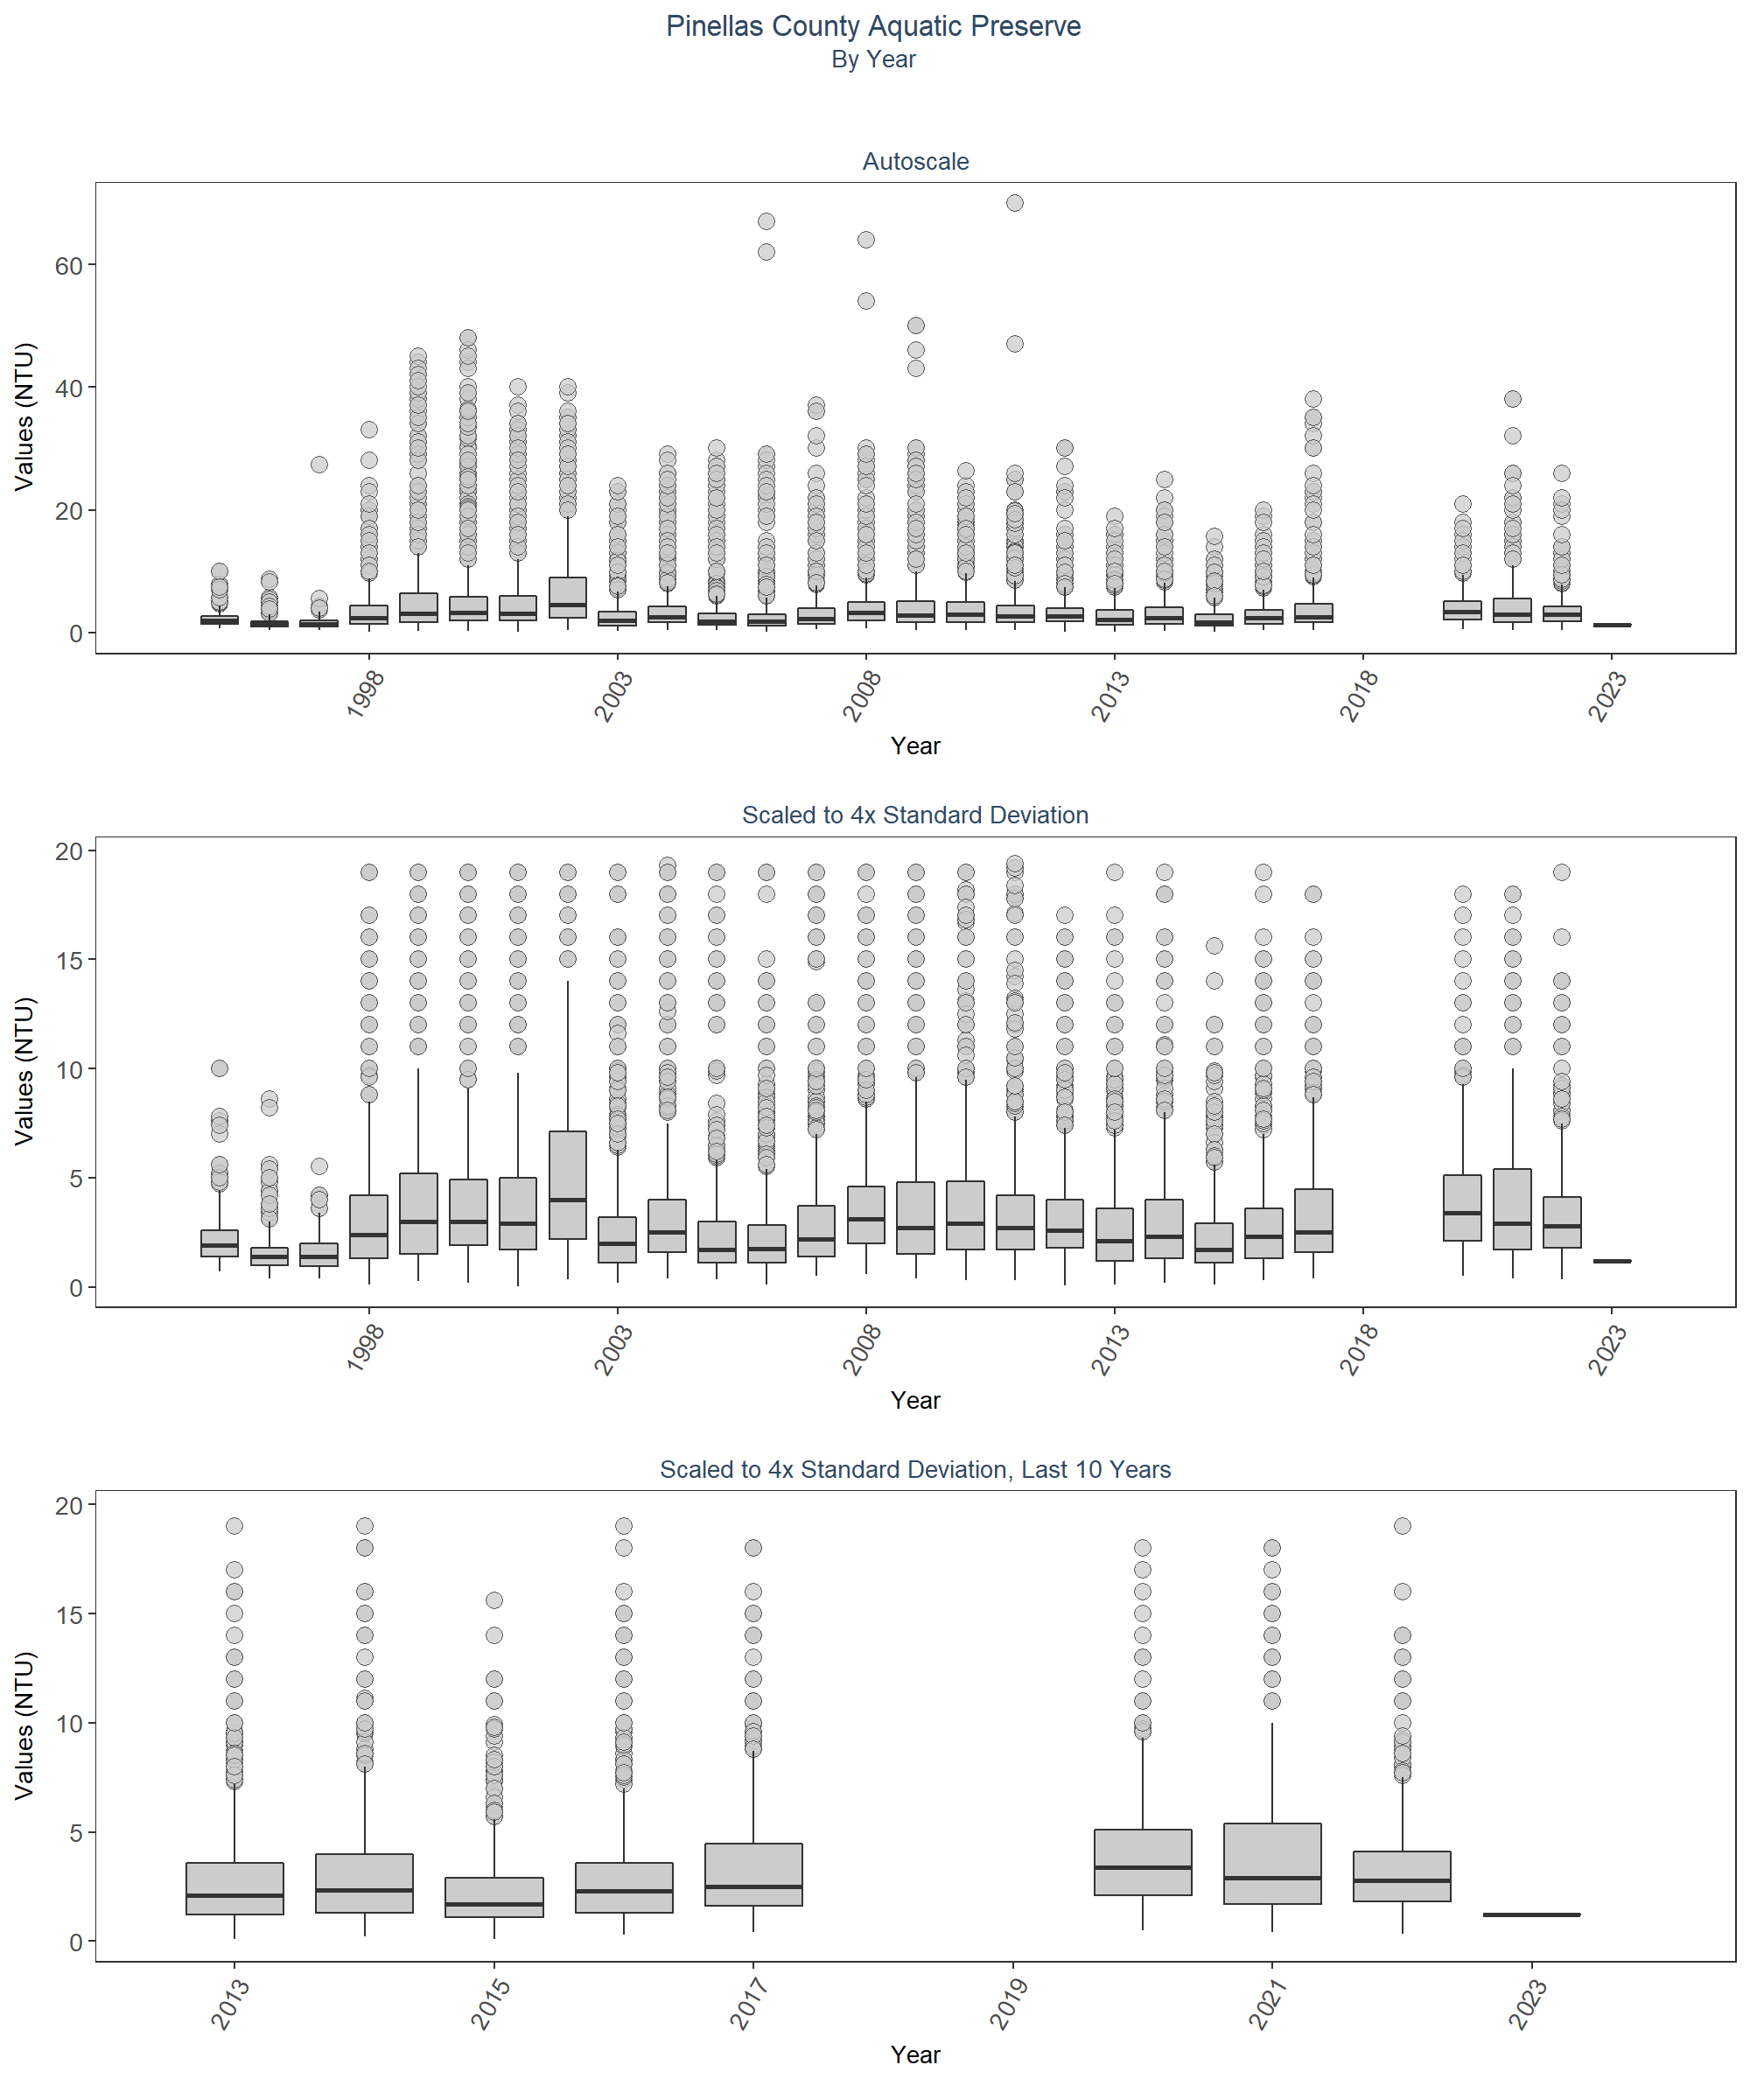 Pinellas County Aquatic Preserve
By Year
Autoscale
Values (NTU)
60
40
20
0
1998
2003
2008
2013
2018
2023
Year
Scaled to 4x Standard Deviation
Values (NTU)
20
15
10
5
0
1998
2003
2008
2013
2018
2023
Year
Scaled to 4x Standard Deviation, Last 10 Years
Values (NTU)
20
15
10
5
0
2013
2015
2017
2019
2021
2023
Year